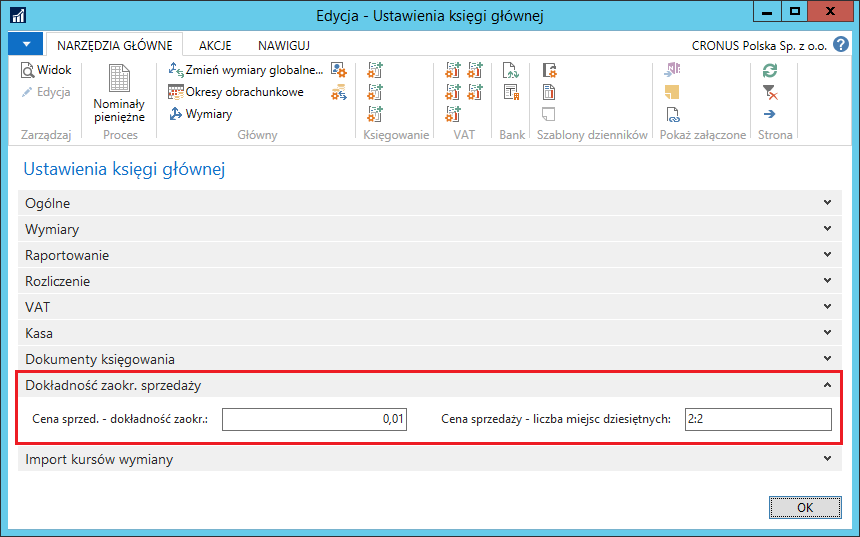 Edycja - Ustawienia księgi głównej
NARZĘDZIA GŁÓWNE AKCJE NAWIGUJ CRONUS Polska Sp. z o.o. ?
Widok
Edycja
Zarządzaj
Nominały
pieniężne
Proces
Zmień wymiary globalne...
Okresy obrachunkowe
Wymiary
Główny
Księgowanie
VAT
Bank
Szablony dzienników
Pokaż załączone
Strona
Ustawienia księgi głównej
Ogólne
Wymiary
Raportowanie
Rozliczenie
VAT
Kasa
Dokumenty księgowania
Dokładność zaokr. sprzedaży
Cena sprzed. - dokładność zaokr.: 0,01 Cena sprzedaży - liczba miejsc dziesiętnych: 2:2
Import kursów wymiany
OK